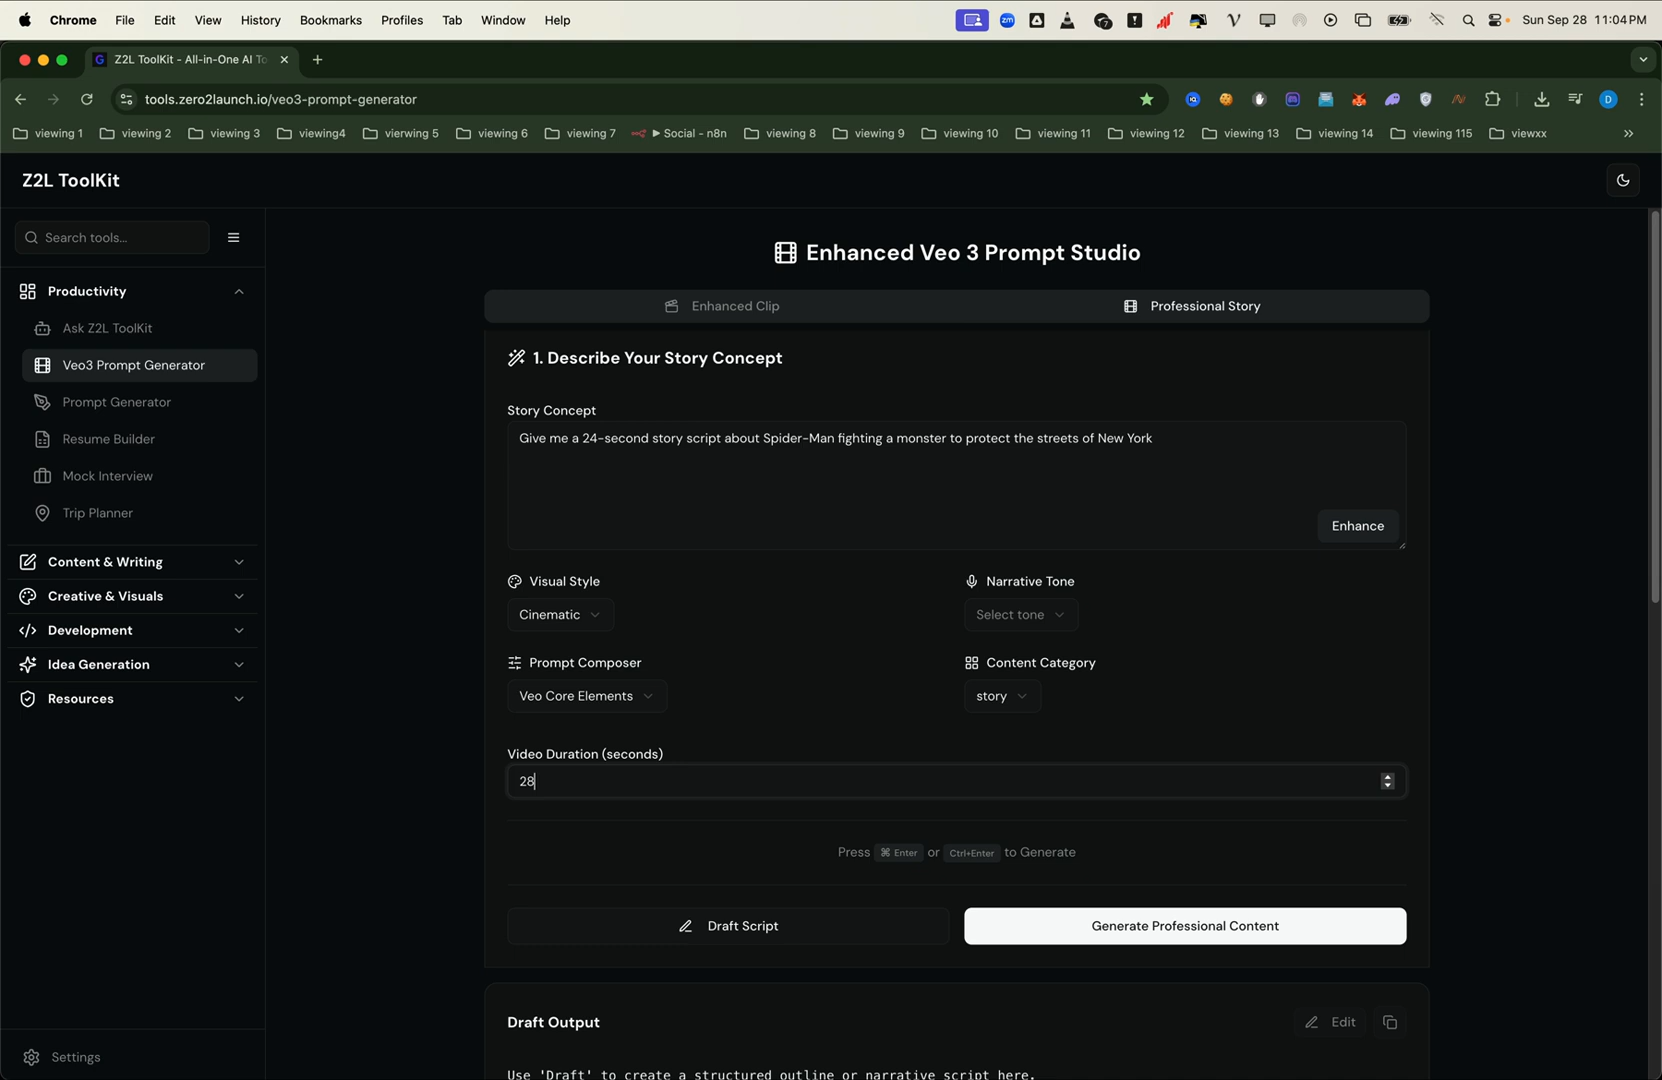 Chrome File Edit View History Bookmarks Profiles Tab Window Help zm Sun Sep 28 11:04 PM
Z2L ToolKit - All-in-One AI To
tools.zero2launch.io/veo3-prompt-generator
viewing 1 viewing 2 viewing 3 viewing4 vierwing 5 viewing 6 viewing 7 ▶ Social - n8n viewing 8 viewing 9 viewing 10 viewing 11 viewing 12 viewing 13 viewing 14 viewing 115 viewxx
Z2L ToolKit
Search tools...
Productivity
Ask Z2L ToolKit
Veo3 Prompt Generator
Prompt Generator
Resume Builder
Mock Interview
Trip Planner
Content & Writing
Creative & Visuals
Development
Idea Generation
Resources
Settings
Enhanced Veo 3 Prompt Studio
Enhanced Clip Professional Story
1. Describe Your Story Concept
Story Concept
Give me a 24-second story script about Spider-Man fighting a monster to protect the streets of New York
Enhance
Visual Style Narrative Tone
Cinematic Select tone
Prompt Composer Content Category
Veo Core Elements story
Video Duration (seconds)
28
Press ⌘ Enter or Ctrl+Enter to Generate
Draft Script Generate Professional Content
Draft Output Edit
Use 'Draft' to create a structured outline or narrative script here.